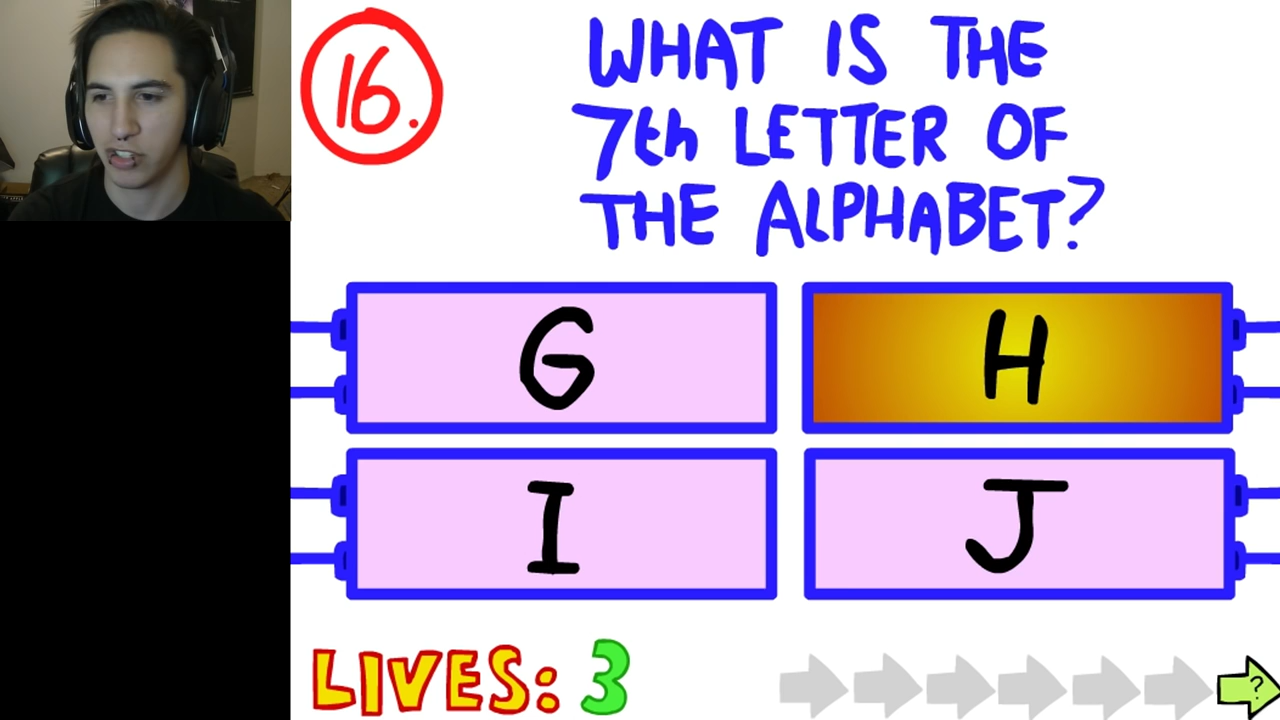 16.
WHAT IS THE
7th LETTER OF
THE ALPHABET?
G
H
I
J
LIVES: 3
?